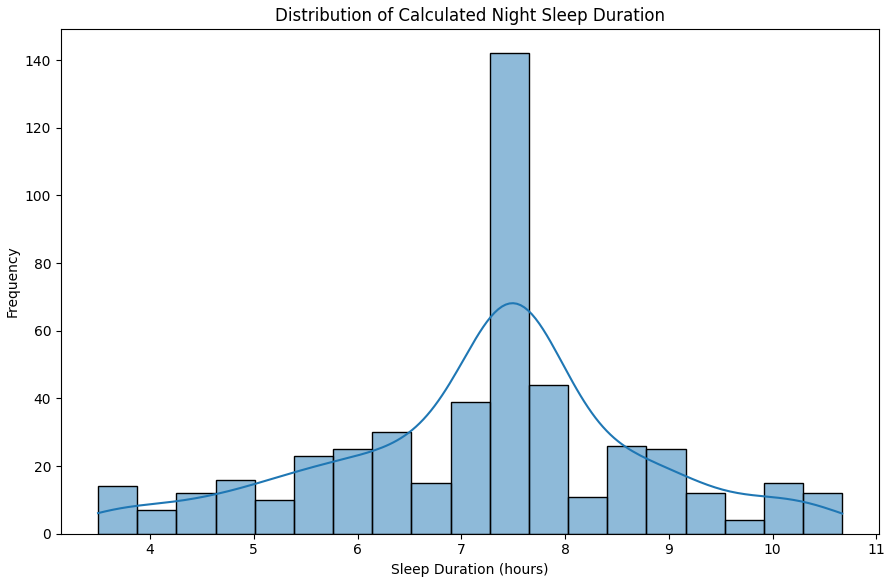 Distribution of Calculated Night Sleep Duration
140
120
100
80
60
40
20
0
Frequency
4 5 6 7 8 9 10 11
Sleep Duration (hours)